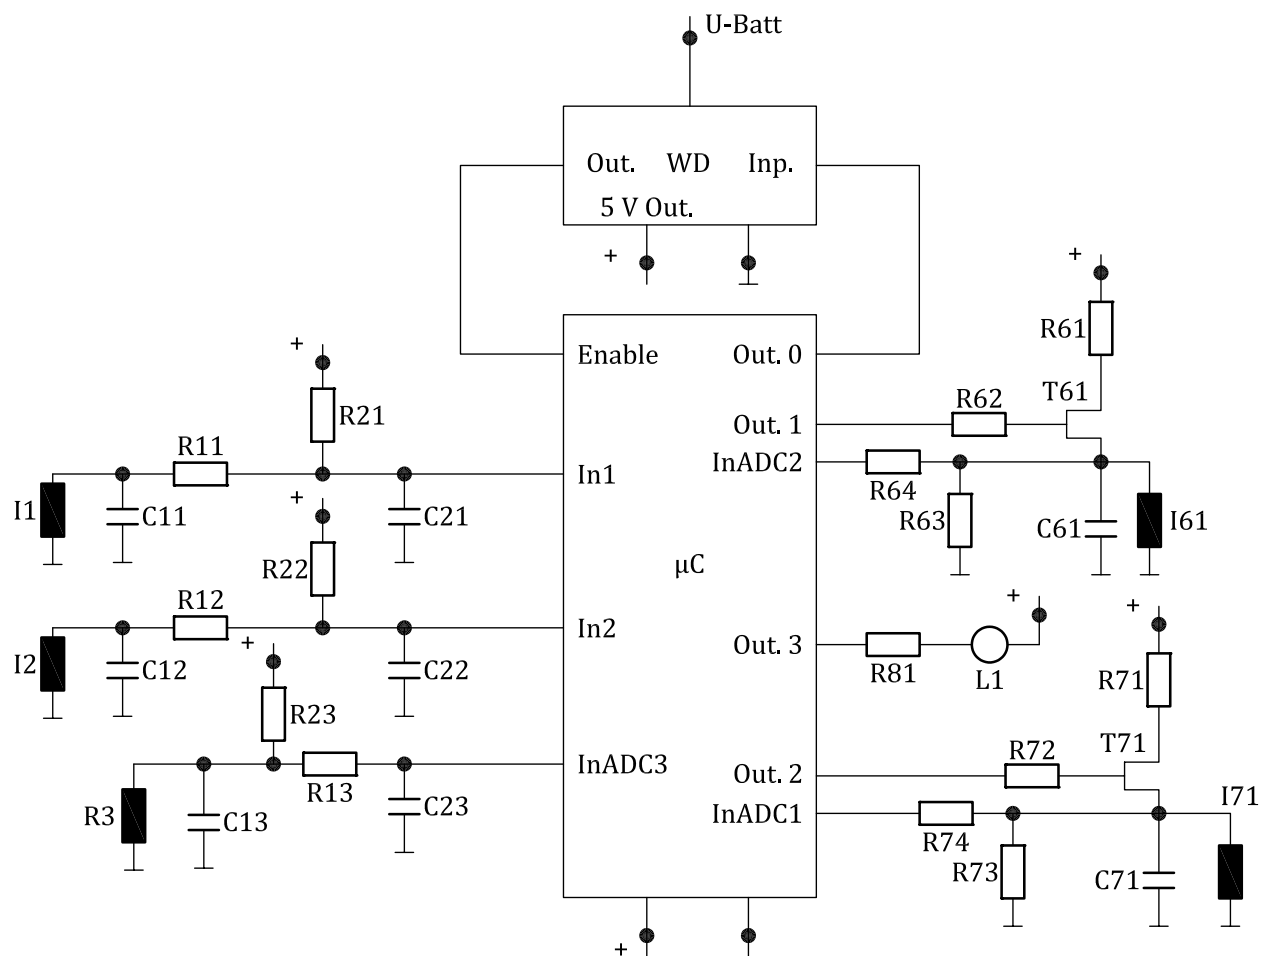 U-Batt
Out. WD Inp.
5 V Out.
+
+
R61
Enable
Out. 0
+
R21
T61
R62
Out. 1
R11
In1
InADC2
R64
+
I1
C11
C21
R63
C61
I61
R22
µC
R12
+
+
In2
+
Out. 3
I2
C12
C22
R81
L1
R71
R23
T71
R72
InADC3
Out. 2
R13
I71
R3
C13
C23
InADC1
R74
R73
C71
+